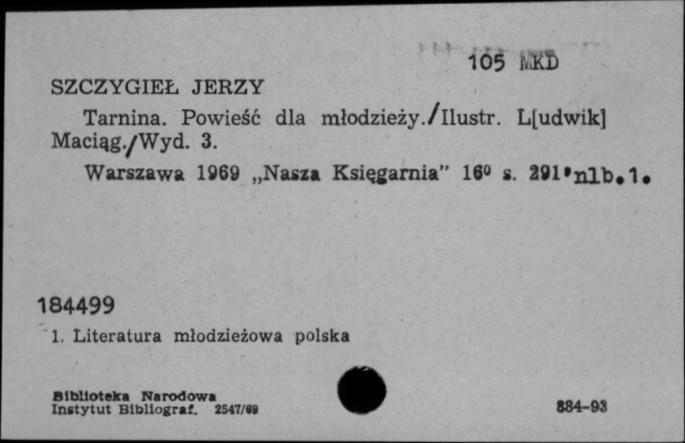 105 MKD
SZCZYGIEŁ JERZY
Tarnina. Powieść dla młodzieży./Ilustr. L[udwik]
Maciąg./Wyd. 3.
Warszawa 1969 „Nasza Księgarnia” 16⁰ s. 291,nlb.1.
184499
1. Literatura młodzieżowa polska
Biblioteka Narodowa
Instytut Bibliograf. 2547/69
884-93